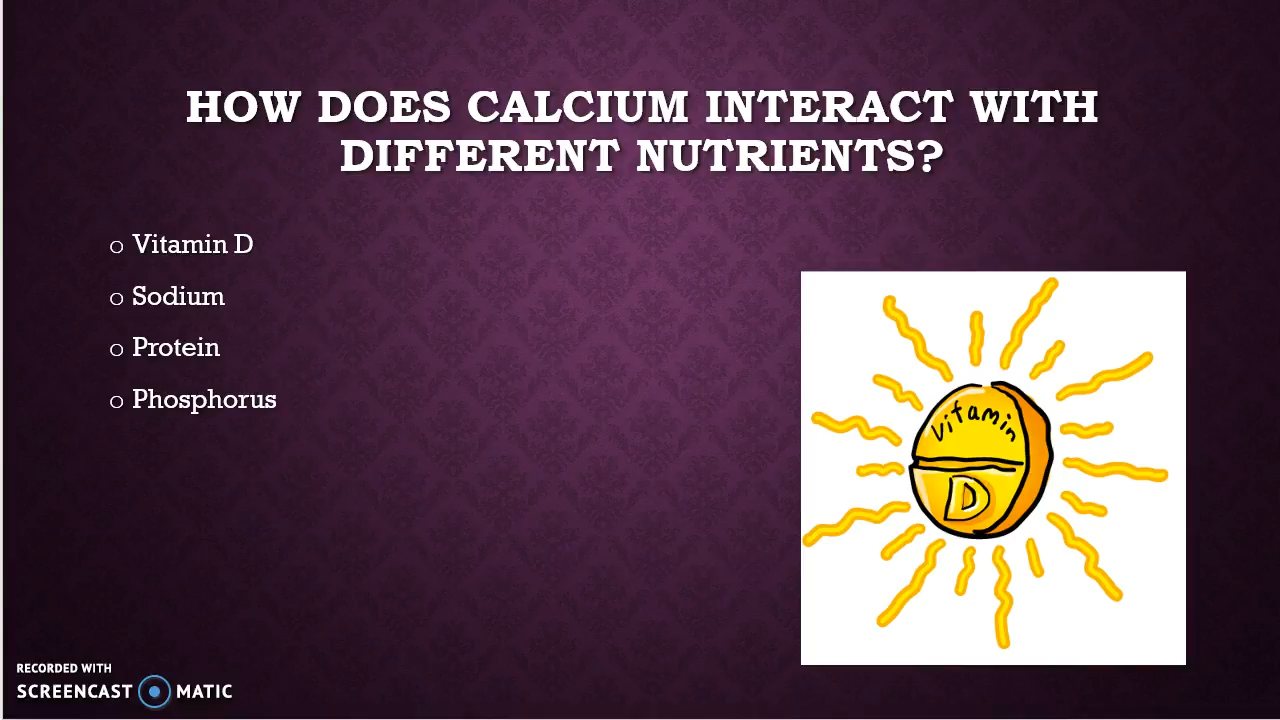 HOW DOES CALCIUM INTERACT WITH
DIFFERENT NUTRIENTS?
o Vitamin D
o Sodium
o Protein
o Phosphorus
vitamin
D
RECORDED WITH
SCREENCAST MATIC